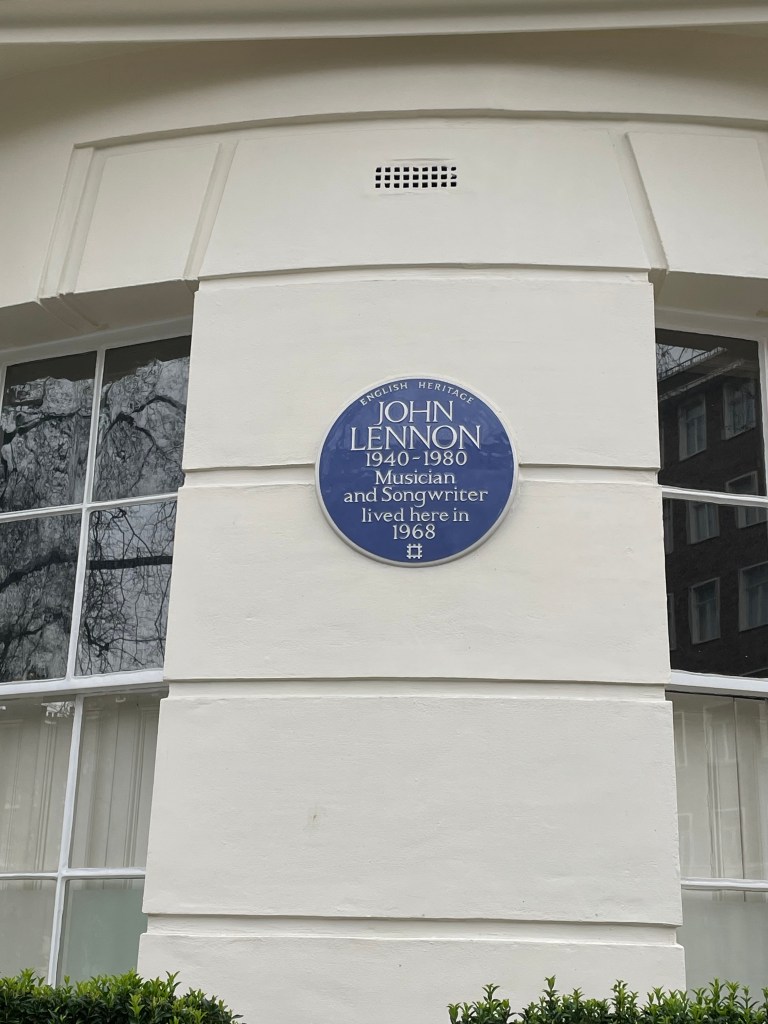 ENGLISH HERITAGE
JOHN
LENNON
1940-1980
Musician
and Songwriter
lived here in
1968